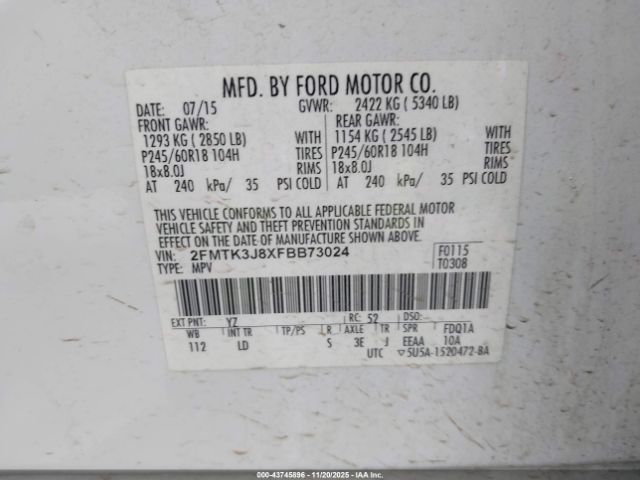 MFD. BY FORD MOTOR CO.
DATE: 07/15 GVWR: 2422 KG ( 5340 LB)
FRONT GAWR: REAR GAWR:
1293 KG ( 2850 LB) WITH 1154 KG ( 2545 LB) WITH
P245/60R18 104H TIRES P245/60R18 104H TIRES
18x8.0J RIMS 18x8.0J RIMS
AT 240 kPa/ 35 PSI COLD AT 240 kPa/ 35 PSI COLD
THIS VEHICLE CONFORMS TO ALL APPLICABLE FEDERAL MOTOR
VEHICLE SAFETY AND THEFT PREVENTION STANDARDS IN
EFFECT ON THE DATE OF MANUFACTURE SHOWN ABOVE.
VIN: 2FMTK3J8XFBB73024 F0115
TYPE: MPV T0308
EXT PNT: YZ RC: 52 DSO:
WB INT TR TP/PS R AXLE TR SPR FDQ1A
112 LD S 3E J EEAA 10A
UTC ▽5U5A-1520472-BA
© 43745896 - 11/20/2025 - IAAI.COM